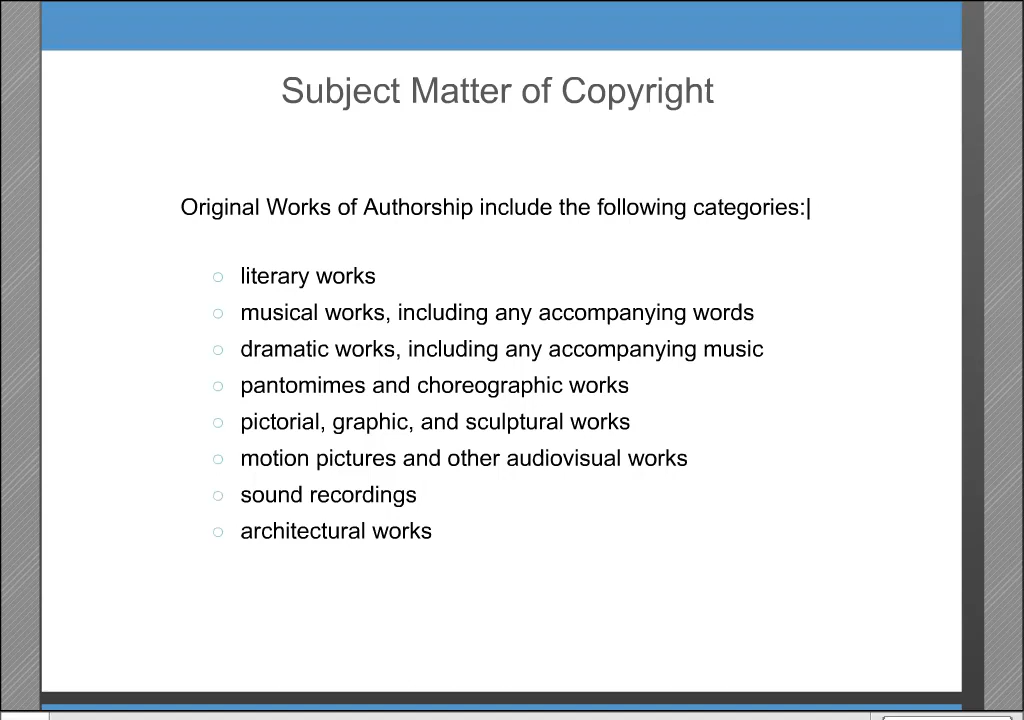 Subject Matter of Copyright
Original Works of Authorship include the following categories:
literary works
musical works, including any accompanying words
dramatic works, including any accompanying music
pantomimes and choreographic works
pictorial, graphic, and sculptural works
motion pictures and other audiovisual works
sound recordings
architectural works